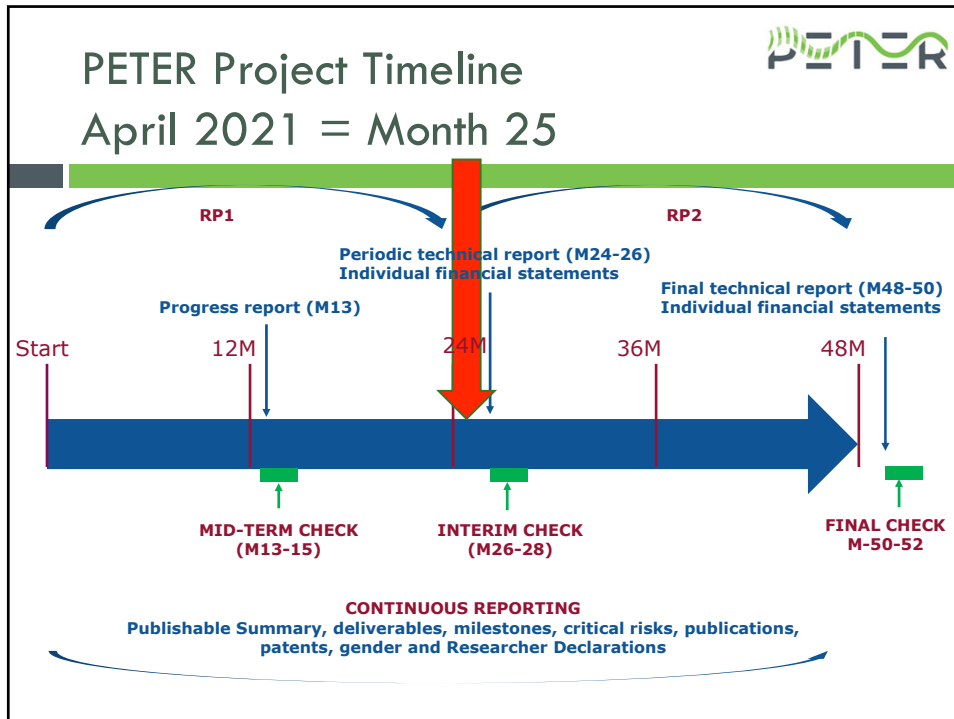 PETER Project Timeline
April 2021 = Month 25
PETER
RP1
RP2
Periodic technical report (M24-26)
Individual financial statements
Final technical report (M48-50)
Individual financial statements
Progress report (M13)
Start
12M
24M
36M
48M
MID-TERM CHECK
(M13-15)
INTERIM CHECK
(M26-28)
FINAL CHECK
M-50-52
CONTINUOUS REPORTING
Publishable Summary, deliverables, milestones, critical risks, publications,
patents, gender and Researcher Declarations